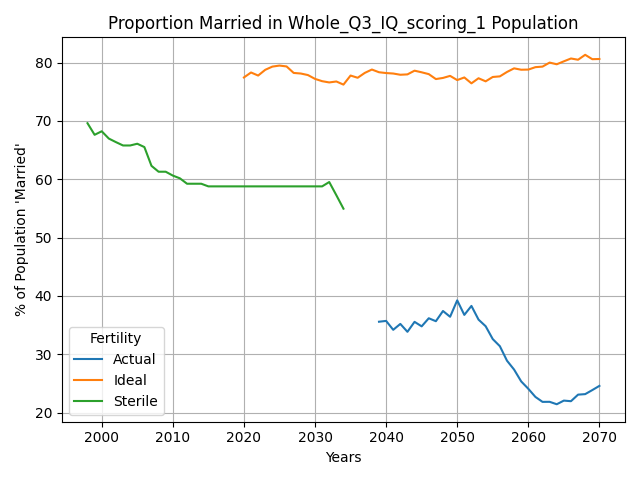 Proportion Married in Whole_Q3_IQ_scoring_1 Population
% of Population 'Married'
80
70
60
50
40
30
20
Fertility
Actual
Ideal
Sterile
2000 2010 2020 2030 2040 2050 2060 2070
Years